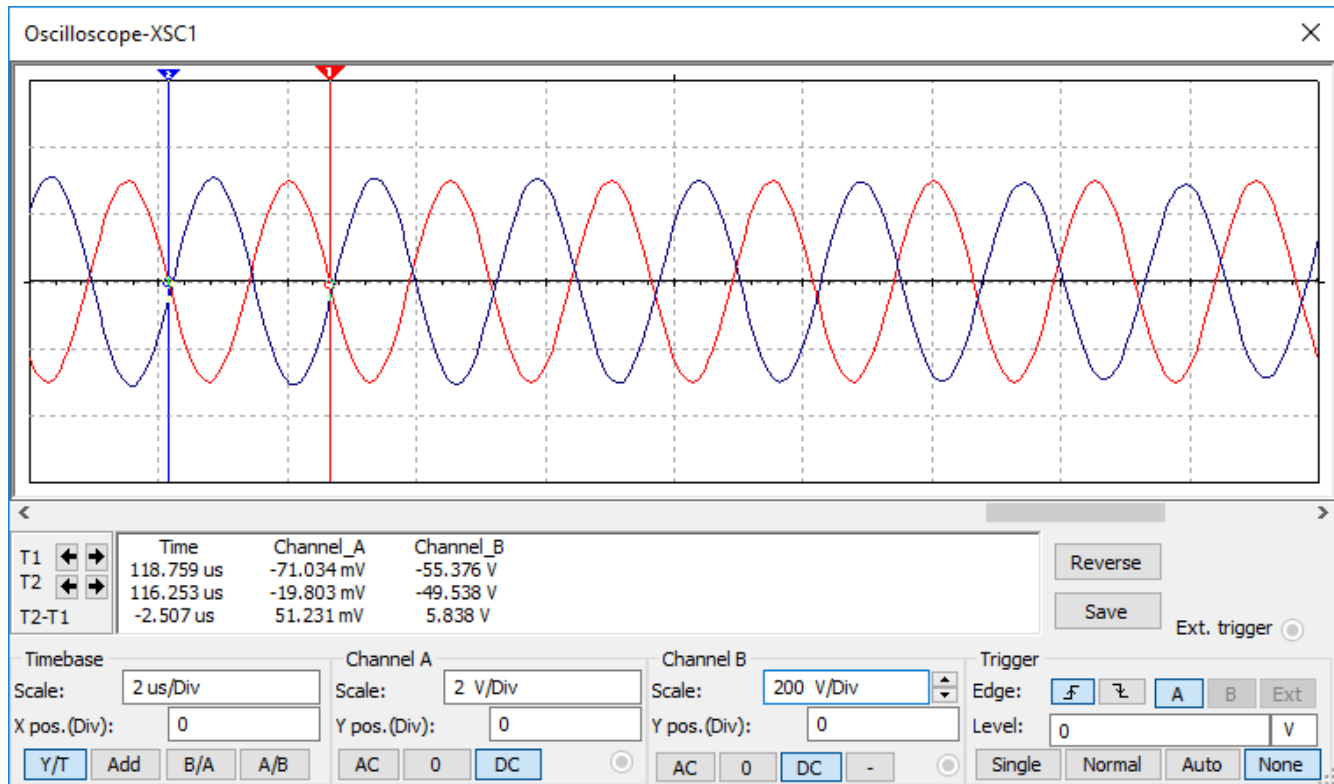 Oscilloscope-XSC1
2 1
Time Channel_A Channel_B
T1 118.759 us -71.034 mV -55.376 V
T2 116.253 us -19.803 mV -49.538 V
T2-T1 -2.507 us 51.231 mV 5.838 V
Reverse
Save
Ext. trigger
Timebase
Scale: 2 us/Div
X pos.(Div): 0
Y/T Add B/A A/B
Channel A
Scale: 2 V/Div
Y pos.(Div): 0
AC 0 DC
Channel B
Scale: 200 V/Div
Y pos.(Div): 0
AC 0 DC -
Trigger
Edge: A B Ext
Level: 0 V
Single Normal Auto None